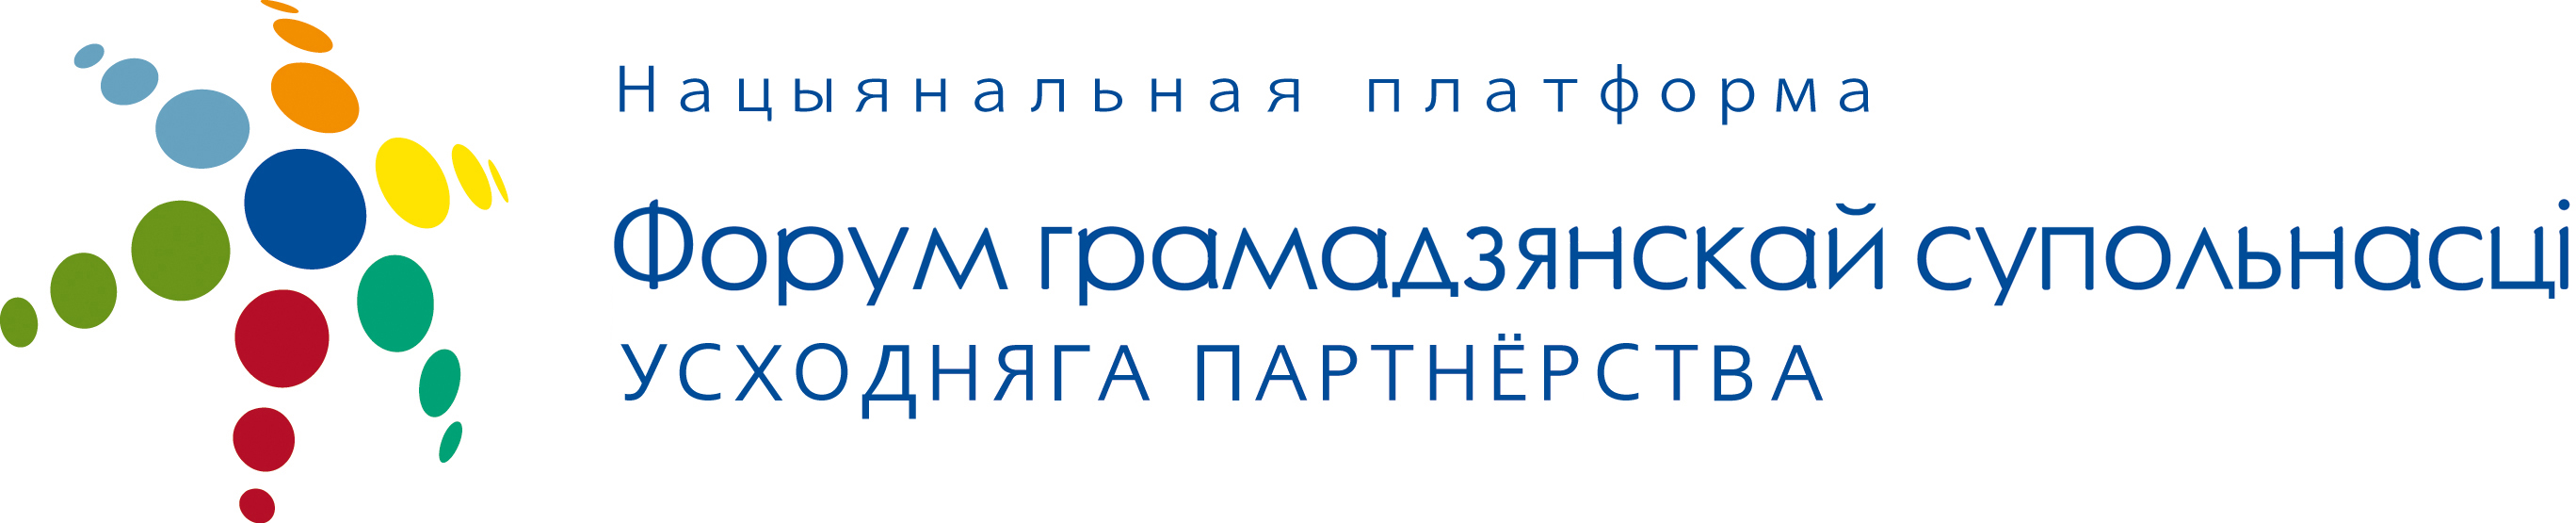 Нацыянальная платформа
Форум грамадзянскай супольнасці
УСХОДНЯГА ПАРТНЁРСТВА